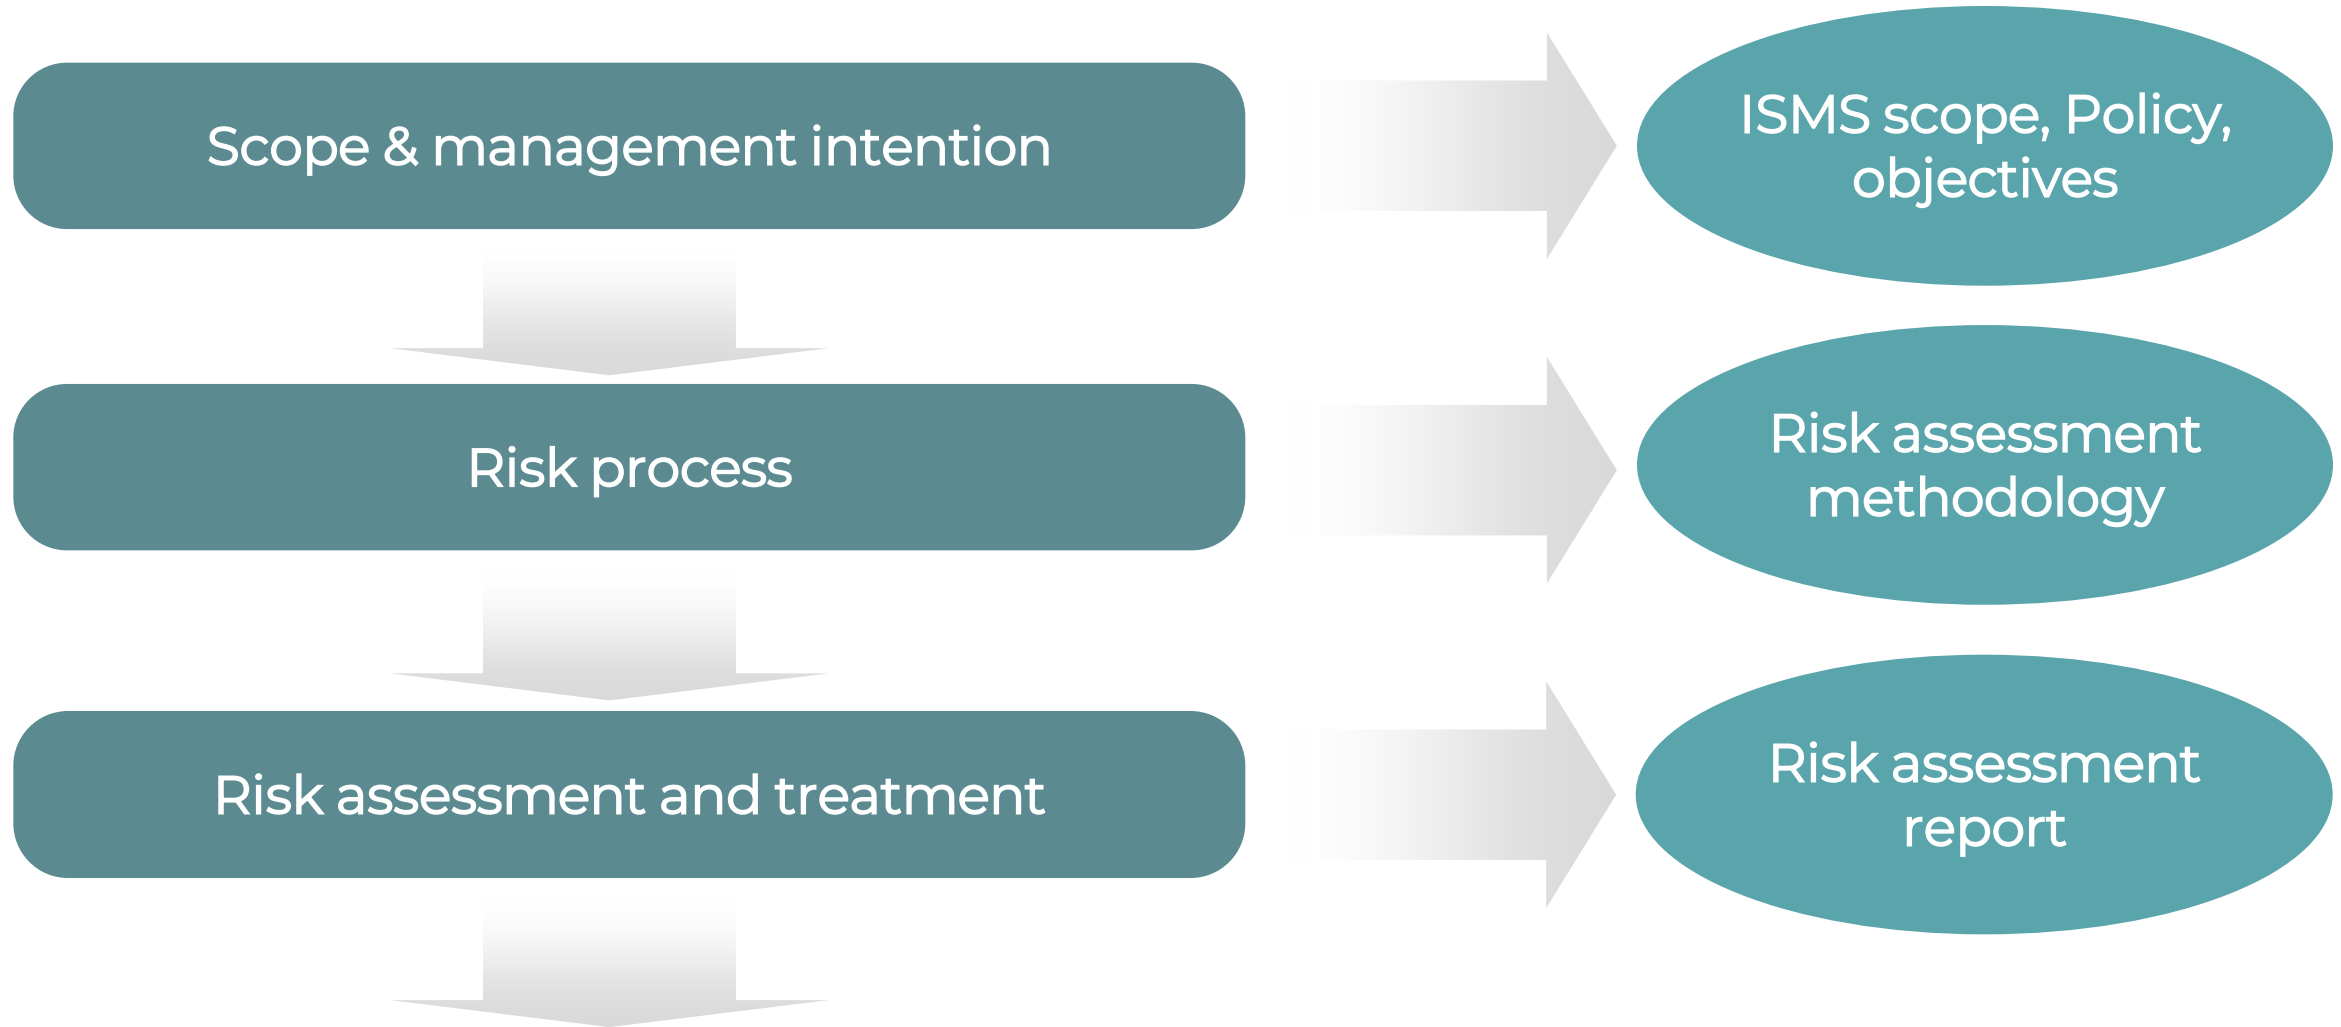 Scope & management intention
ISMS scope, Policy,
objectives
Risk process
Risk assessment
methodology
Risk assessment and treatment
Risk assessment
report